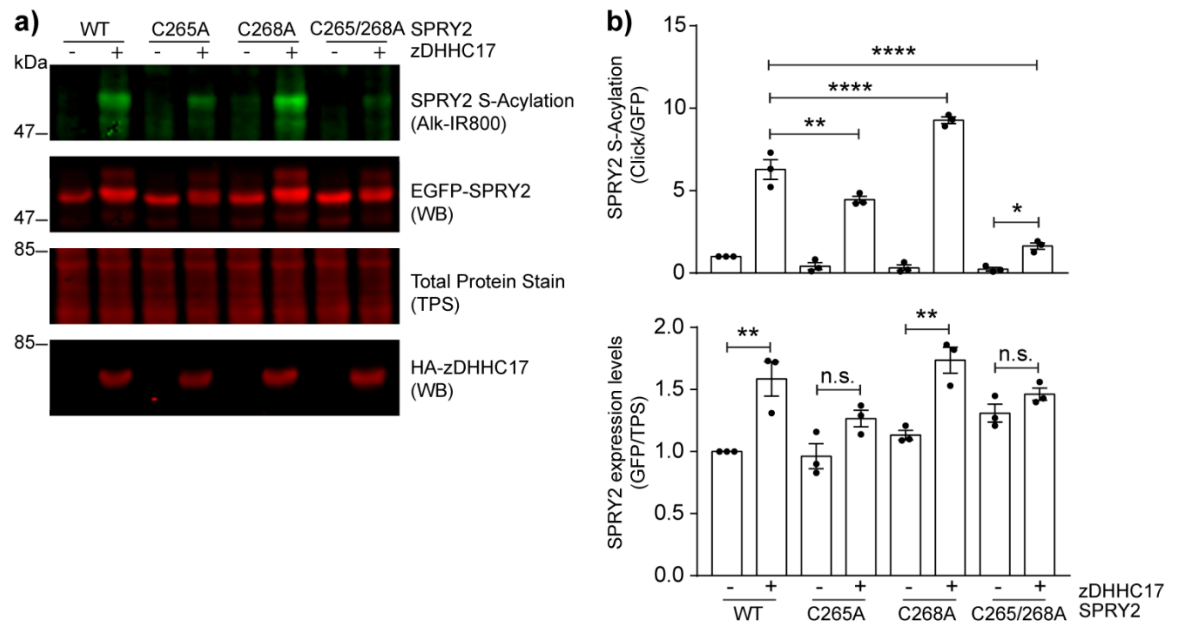 a)
WT C265A C268A C265/268A SPRY2
- + - + - + - + zDHHC17
kDa
SPRY2 S-Acylation
(Alk-IR800)
47
EGFP-SPRY2
(WB)
47
85
Total Protein Stain
(TPS)
85
HA-zDHHC17
(WB)
b)
SPRY2 S-Acylation
(Click/GFP)
15
10
5
0
****
****
**
*
SPRY2 expression levels
(GFP/TPS)
2.0
1.5
1.0
0.5
0.0
**
n.s.
**
n.s.
- + - + - + - + zDHHC17
WT C265A C268A C265/268A SPRY2